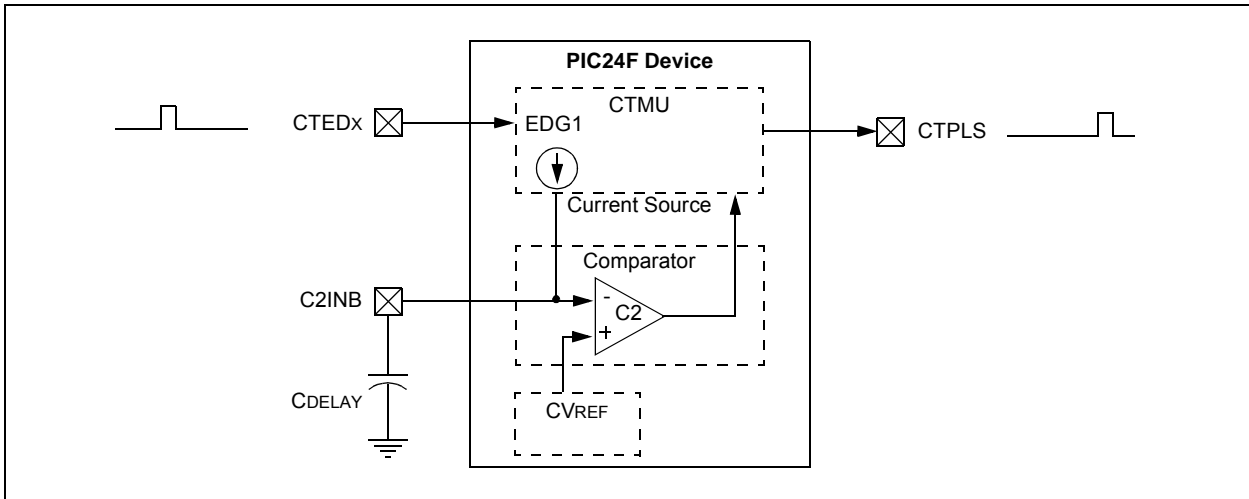 PIC24F Device
CTMU
CTEDX
EDG1
CTPLS
Current Source
Comparator
C2INB
-
C2
+
CDELAY
CVREF